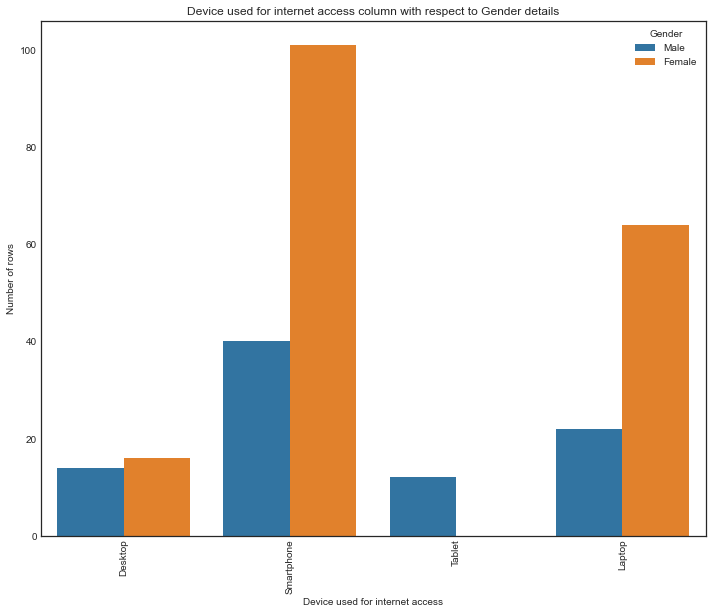 Device used for internet access column with respect to Gender details
Gender
Male
Female
100
80
60
40
20
0
Number of rows
Desktop
Smartphone
Tablet
Laptop
Device used for internet access